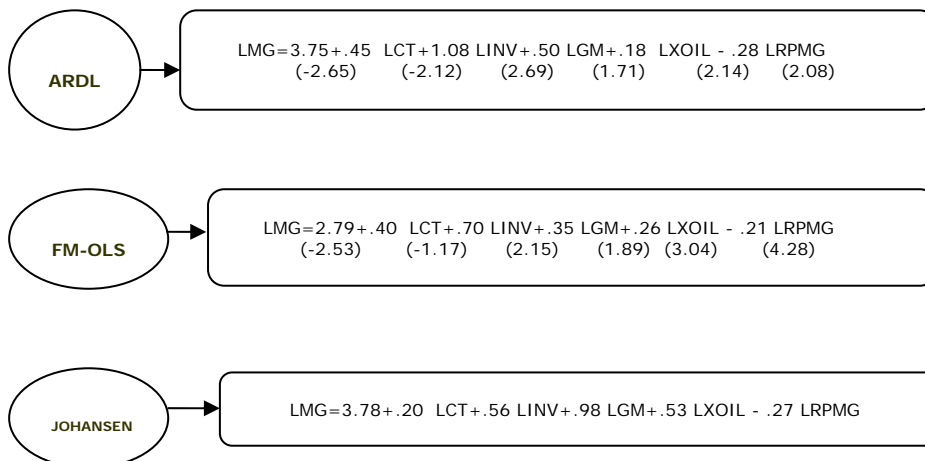 LMG=3.75+.45 LCT+1.08 LINV+.50 LGM+.18 LXOIL - .28 LRPMG
(-2.65) (-2.12) (2.69) (1.71) (2.14) (2.08)
ARDL
LMG=2.79+.40 LCT+.70 LINV+.35 LGM+.26 LXOIL - .21 LRPMG
(-2.53) (-1.17) (2.15) (1.89) (3.04) (4.28)
FM-OLS
LMG=3.78+.20 LCT+.56 LINV+.98 LGM+.53 LXOIL - .27 LRPMG
JOHANSEN